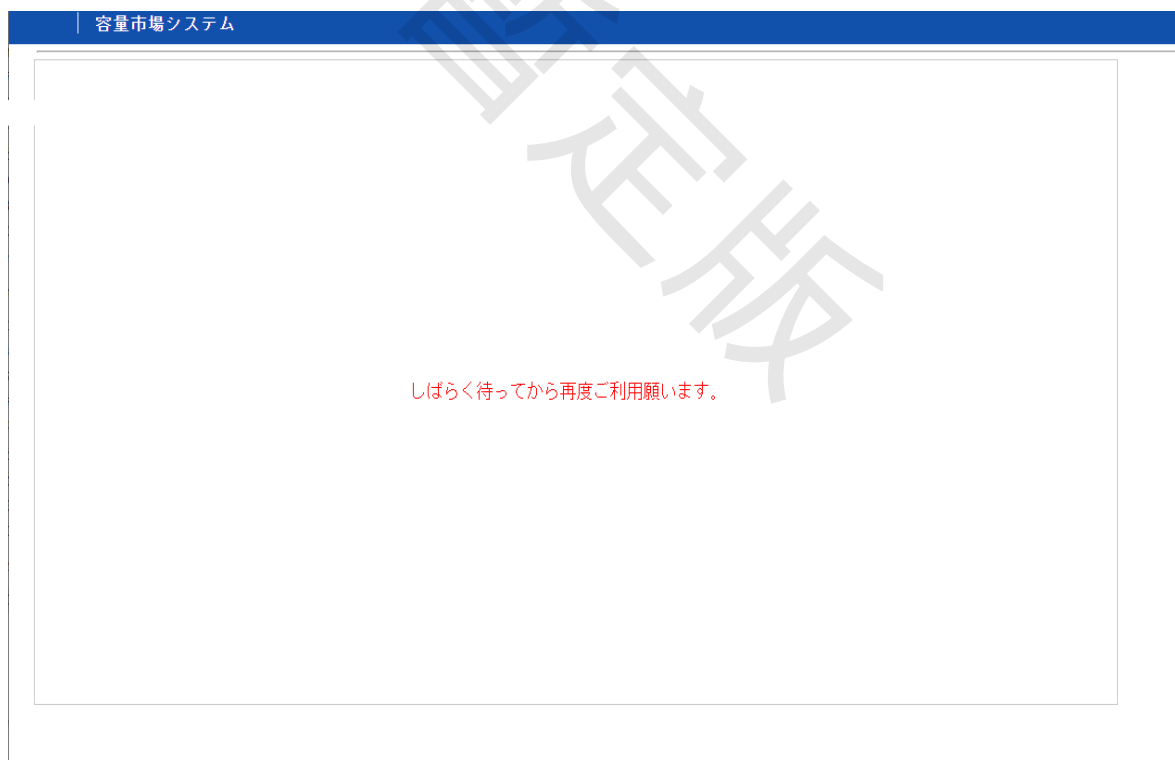 容量市場システム
暫定版
しばらく待ってから再度ご利用願います。